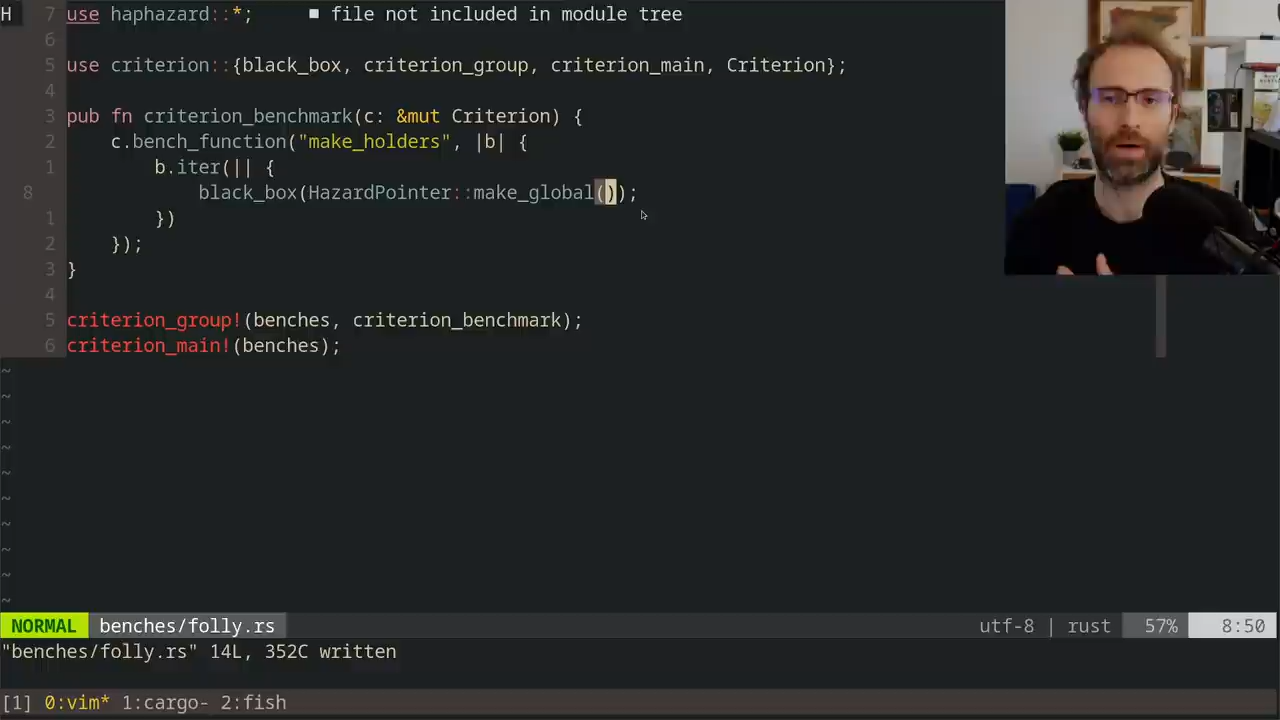 H 7 use haphazard::*; ■ file not included in module tree
6
5 use criterion::{black_box, criterion_group, criterion_main, Criterion};
4
3 pub fn criterion_benchmark(c: &mut Criterion) {
2 c.bench_function("make_holders", |b| {
1 b.iter(|| {
8 black_box(HazardPointer::make_global());
1 })
2 });
3 }
4
5 criterion_group!(benches, criterion_benchmark);
6 criterion_main!(benches);
~
~
~
~
~
~
~
~
~
~
NORMAL benches/folly.rs utf-8 | rust 57% 8:50
"benches/folly.rs" 14L, 352C written
[1] 0:vim* 1:cargo- 2:fish